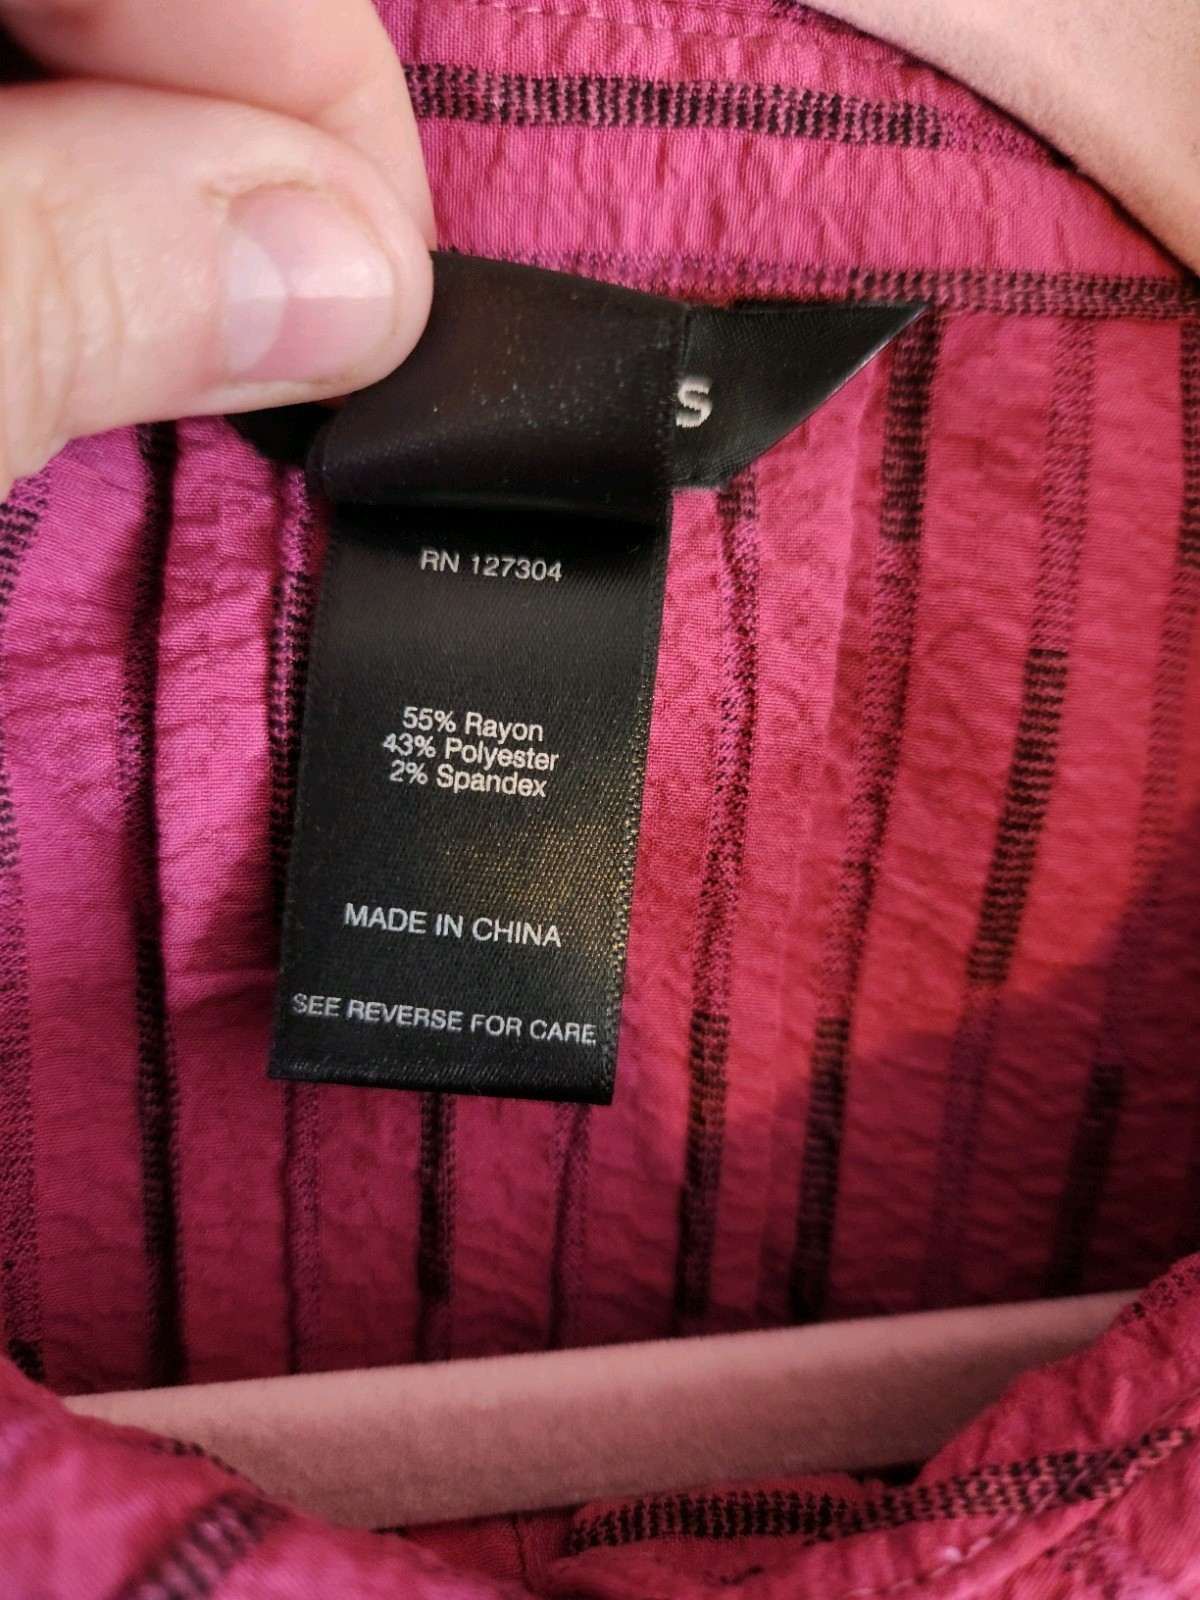 S
RN 127304
55% Rayon
43% Polyester
2% Spandex
MADE IN CHINA
SEE REVERSE FOR CARE